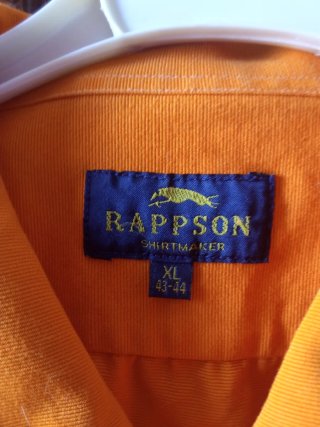 RAPPSON
SHIRTMAKER
XL
43-44